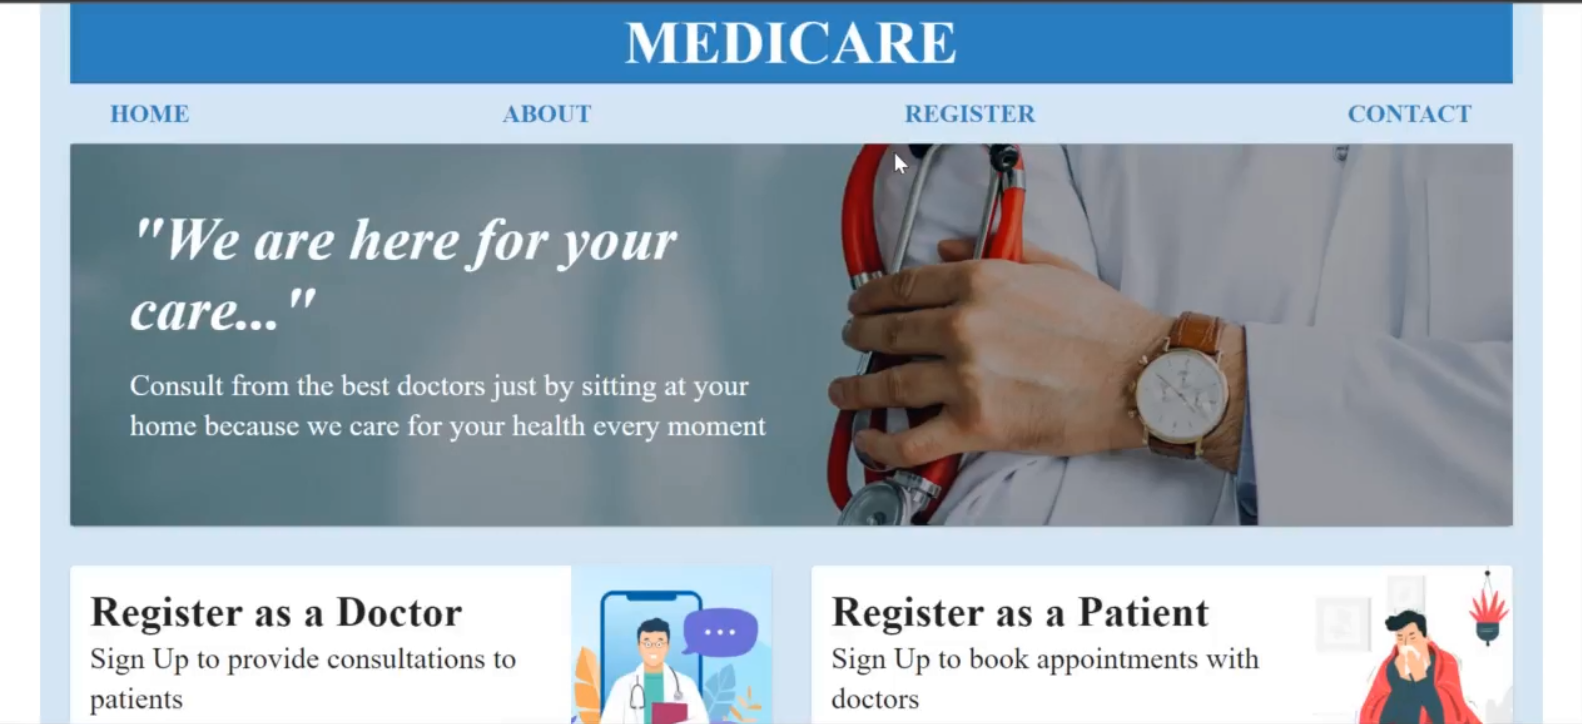 MEDICARE
HOME ABOUT REGISTER CONTACT
"We are here for your
care..."
Consult from the best doctors just by sitting at your
home because we care for your health every moment
Register as a Doctor
Sign Up to provide consultations to
patients
Register as a Patient
Sign Up to book appointments with
doctors